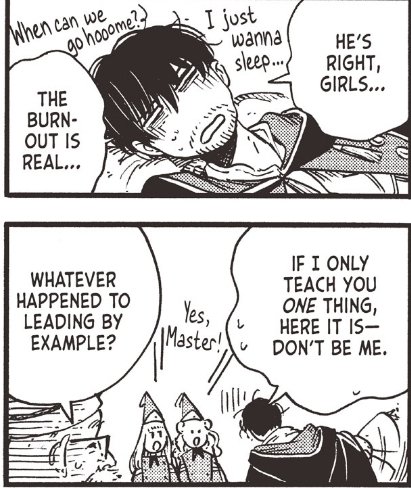 HE'S
RIGHT,
GIRLS...
I just
wanna
sleep...
When can we
go hooome?
THE
BURN-
OUT IS
REAL...
IF I ONLY
TEACH YOU
ONE THING,
HERE IT IS—
DON'T BE ME.
Yes,
Master!
WHATEVER
HAPPENED TO
LEADING BY
EXAMPLE?